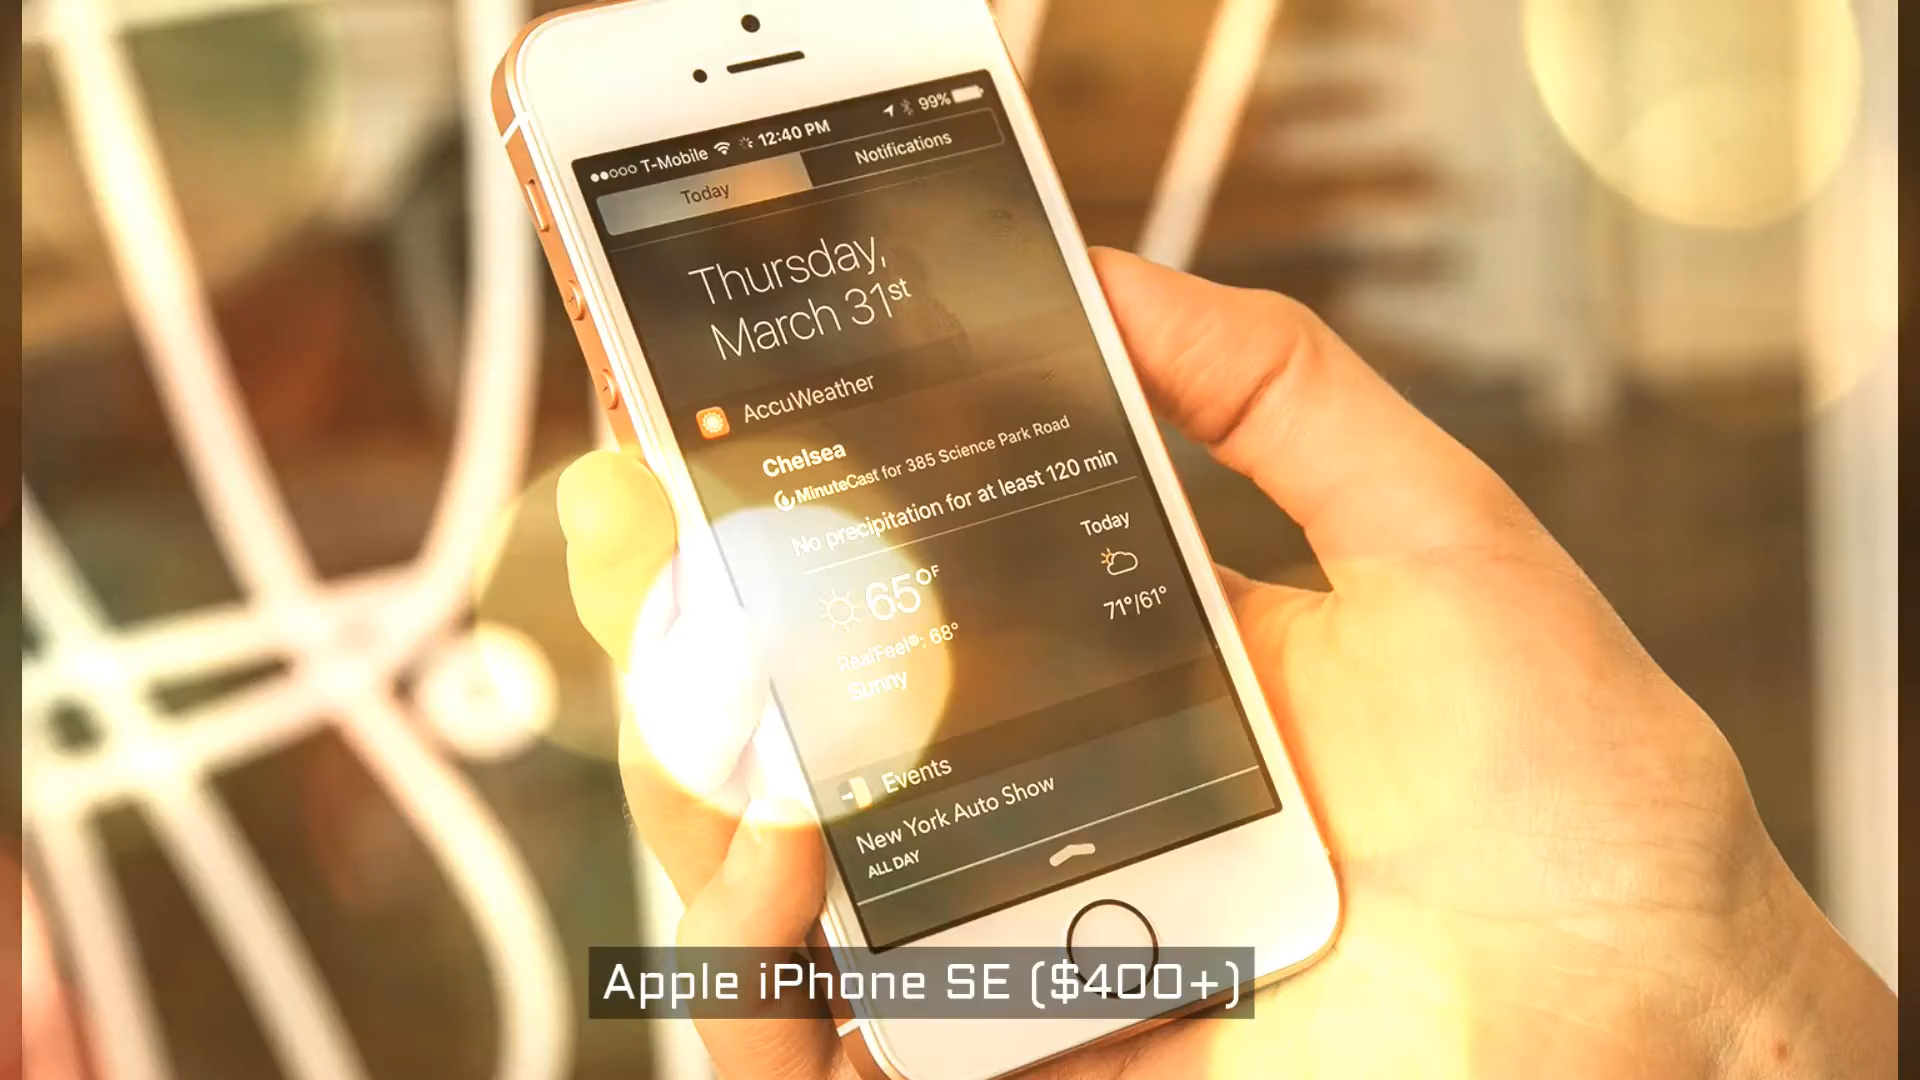 T-Mobile 12:40 PM 99%
Today Notifications
Thursday,
March 31st
AccuWeather
Chelsea
MinuteCast for 385 Science Park Road
No precipitation for at least 120 min
65°F
RealFeel®: 68°
Sunny
Today
71°/61°
Events
New York Auto Show
ALL DAY
Apple iPhone SE ($400+)